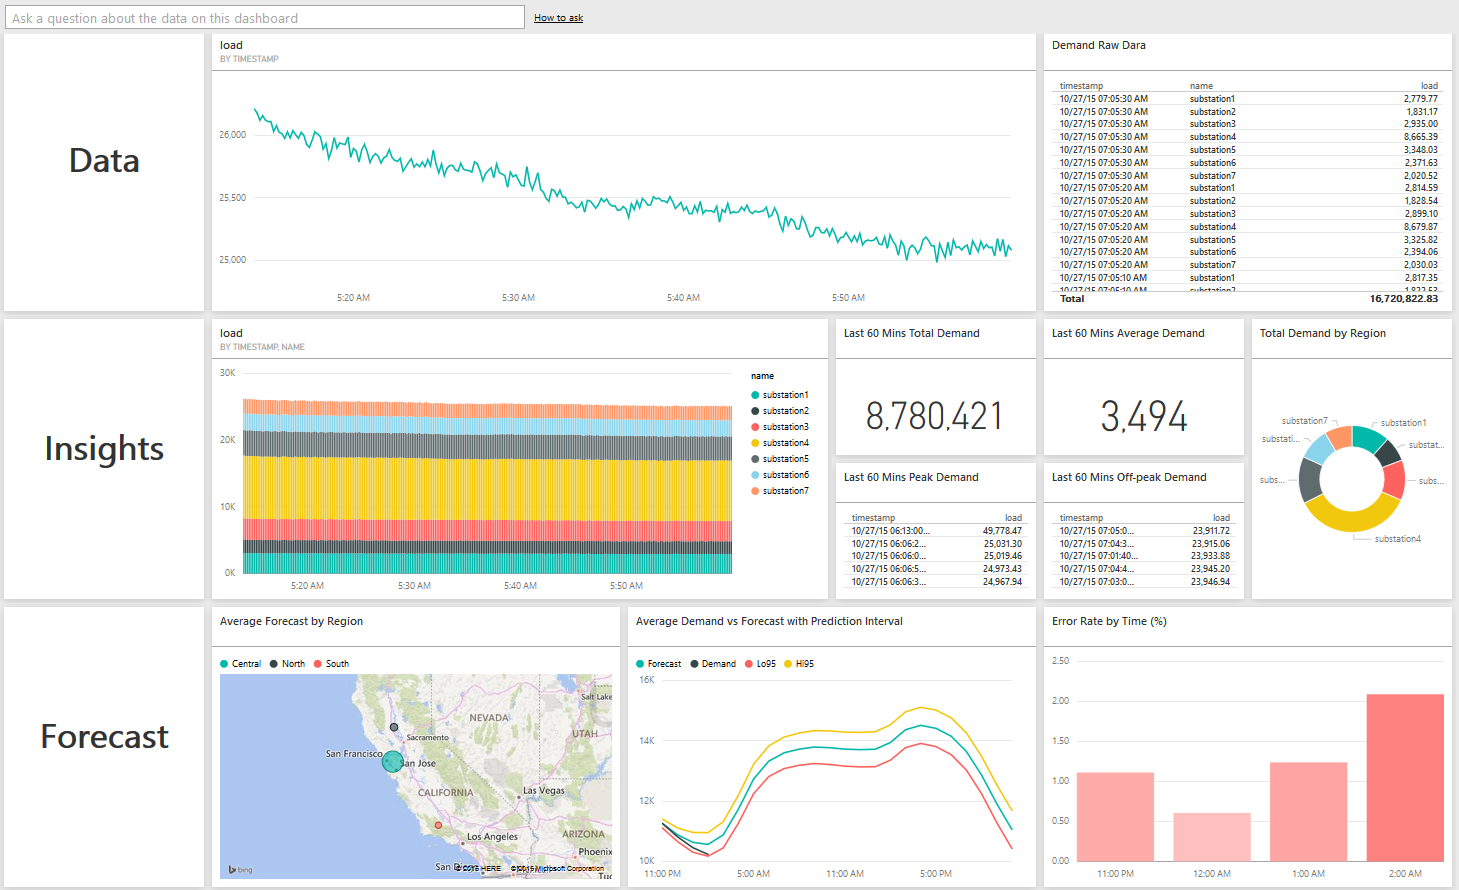 Ask a question about the data on this dashboard
How to ask
Data
load
BY TIMESTAMP
26,000
25,500
25,000
5:20 AM 5:30 AM 5:40 AM 5:50 AM
Demand Raw Dara
timestamp name load
10/27/15 07:05:30 AM substation1 2,779.77
10/27/15 07:05:30 AM substation2 1,831.17
10/27/15 07:05:30 AM substation3 2,935.00
10/27/15 07:05:30 AM substation4 8,665.39
10/27/15 07:05:30 AM substation5 3,348.03
10/27/15 07:05:30 AM substation6 2,371.63
10/27/15 07:05:30 AM substation7 2,020.52
10/27/15 07:05:20 AM substation1 2,814.59
10/27/15 07:05:20 AM substation2 1,828.54
10/27/15 07:05:20 AM substation3 2,899.10
10/27/15 07:05:20 AM substation4 8,679.87
10/27/15 07:05:20 AM substation5 3,325.82
10/27/15 07:05:20 AM substation6 2,394.06
10/27/15 07:05:20 AM substation7 2,030.03
10/27/15 07:05:10 AM substation1 2,817.35
Total 16,720,822.83
Insights
load
BY TIMESTAMP, NAME
30K
20K
10K
0K
5:20 AM 5:30 AM 5:40 AM 5:50 AM
name
substation1
substation2
substation3
substation4
substation5
substation6
substation7
Last 60 Mins Total Demand
8,780,421
Last 60 Mins Average Demand
3,494
Last 60 Mins Peak Demand
timestamp load
10/27/15 06:13:00... 49,778.47
10/27/15 06:06:2... 25,031.30
10/27/15 06:06:0... 25,019.46
10/27/15 06:06:5... 24,973.43
10/27/15 06:06:3... 24,967.94
Last 60 Mins Off-peak Demand
timestamp load
10/27/15 07:05:0... 23,911.72
10/27/15 07:04:3... 23,915.06
10/27/15 07:01:40... 23,933.88
10/27/15 07:04:4... 23,945.20
10/27/15 07:03:0... 23,946.94
Total Demand by Region
substation7 substation1
substati... substat...
subs... subs...
substation4
Forecast
Average Forecast by Region
Central North South
Salt Lake
NEVADA
UTAH
Sacramento
San Francisco
San Jose
CALIFORNIA
Las Vegas
Los Angeles
ARIZONA
Phoenix
bing
© 2015 HERE © 2015 Microsoft Corporation
Average Demand vs Forecast with Prediction Interval
Forecast Demand Lo95 Hi95
16K
14K
12K
10K
11:00 PM 5:00 AM 11:00 AM 5:00 PM
Error Rate by Time (%)
2.50
2.00
1.50
1.00
0.50
0.00
11:00 PM 12:00 AM 1:00 AM 2:00 AM